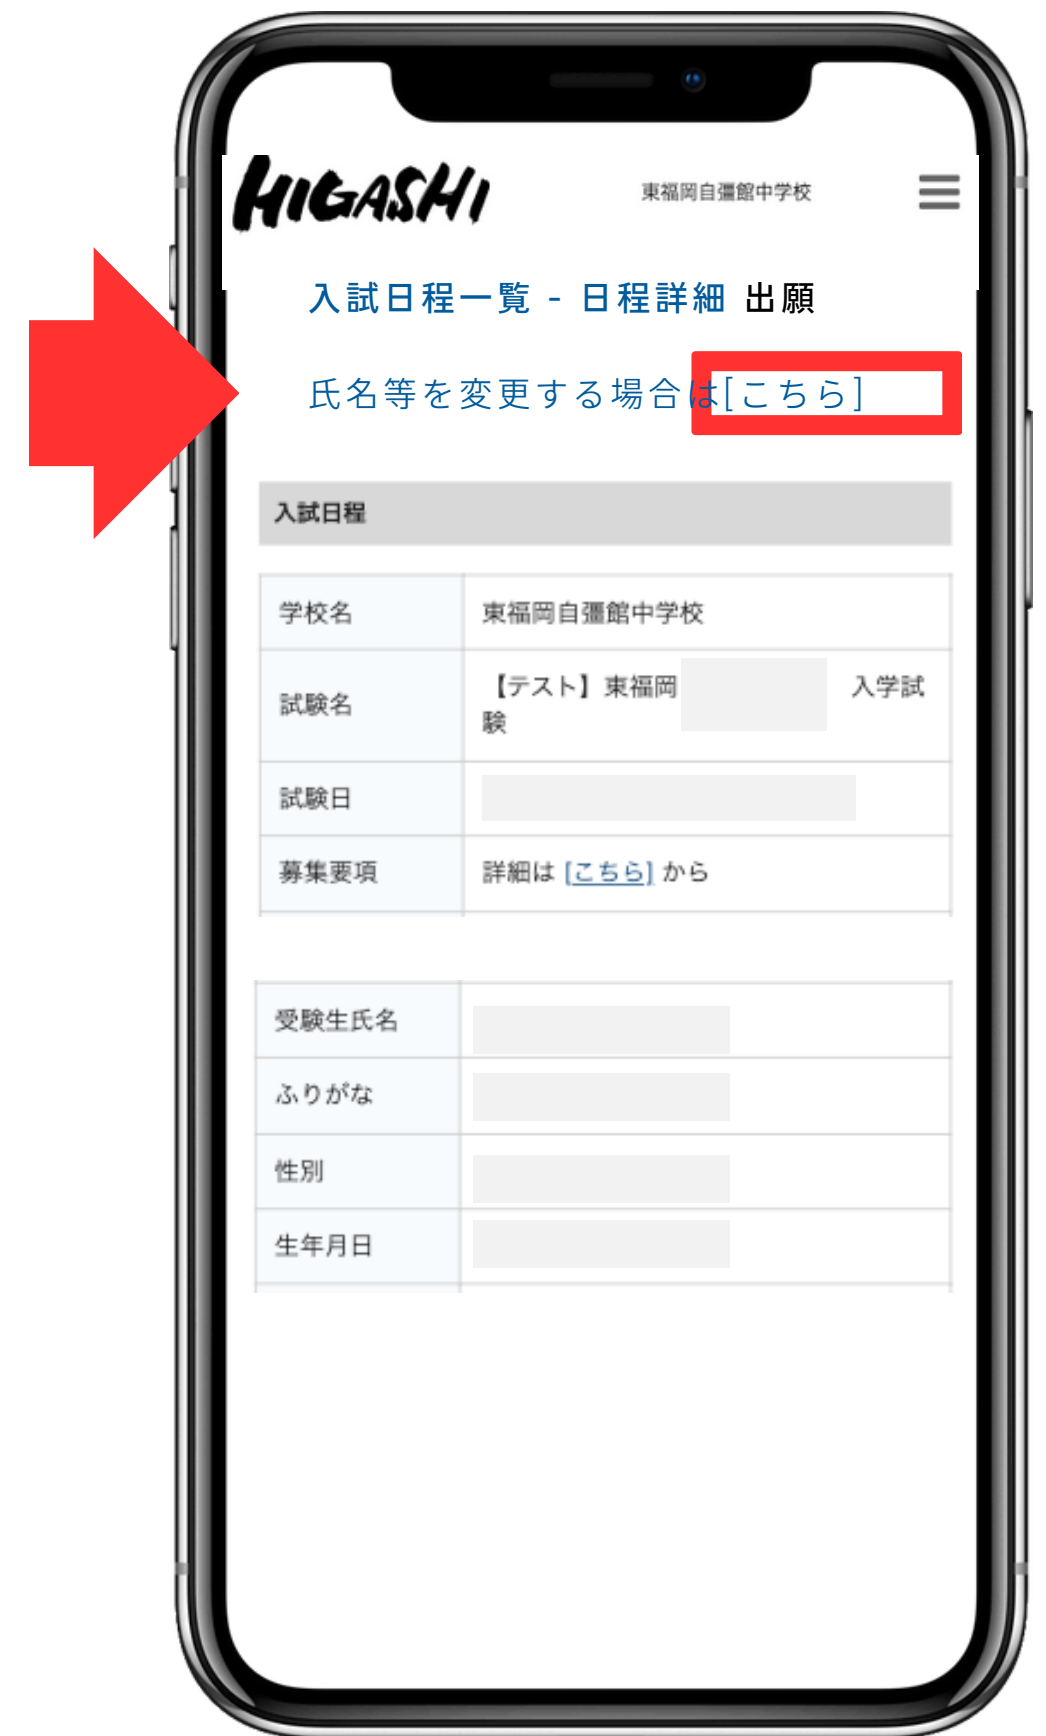 HIGASHI
東福岡自彊館中学校
入試日程一覧 - 日程詳細 出願
氏名等を変更する場合は[こちら]
入試日程
学校名 東福岡自彊館中学校
試験名 【テスト】東福岡 入学試
験
試験日
募集要項 詳細は [こちら] から
受験生氏名
ふりがな
性別
生年月日